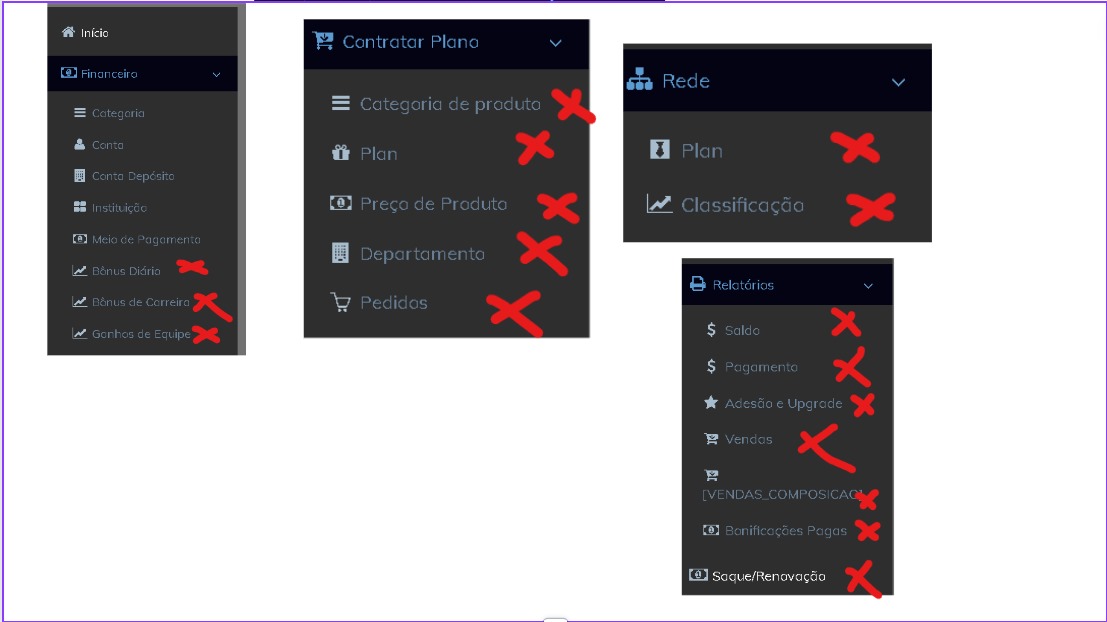 Início
Financeiro
Categoria
Conta
Conta Depósito
Instituição
Meio de Pagamento
Bônus Diário
Bônus de Carreira
Ganhos de Equipe
Contratar Plano
Categoria de produto
Plan
Preço de Produto
Departamento
Pedidos
Rede
Plan
Classificação
Relatórios
Saldo
Pagamento
Adesão e Upgrade
Vendas
[VENDAS_COMPOSICAO]
Bonificações Pagas
Saque/Renovação